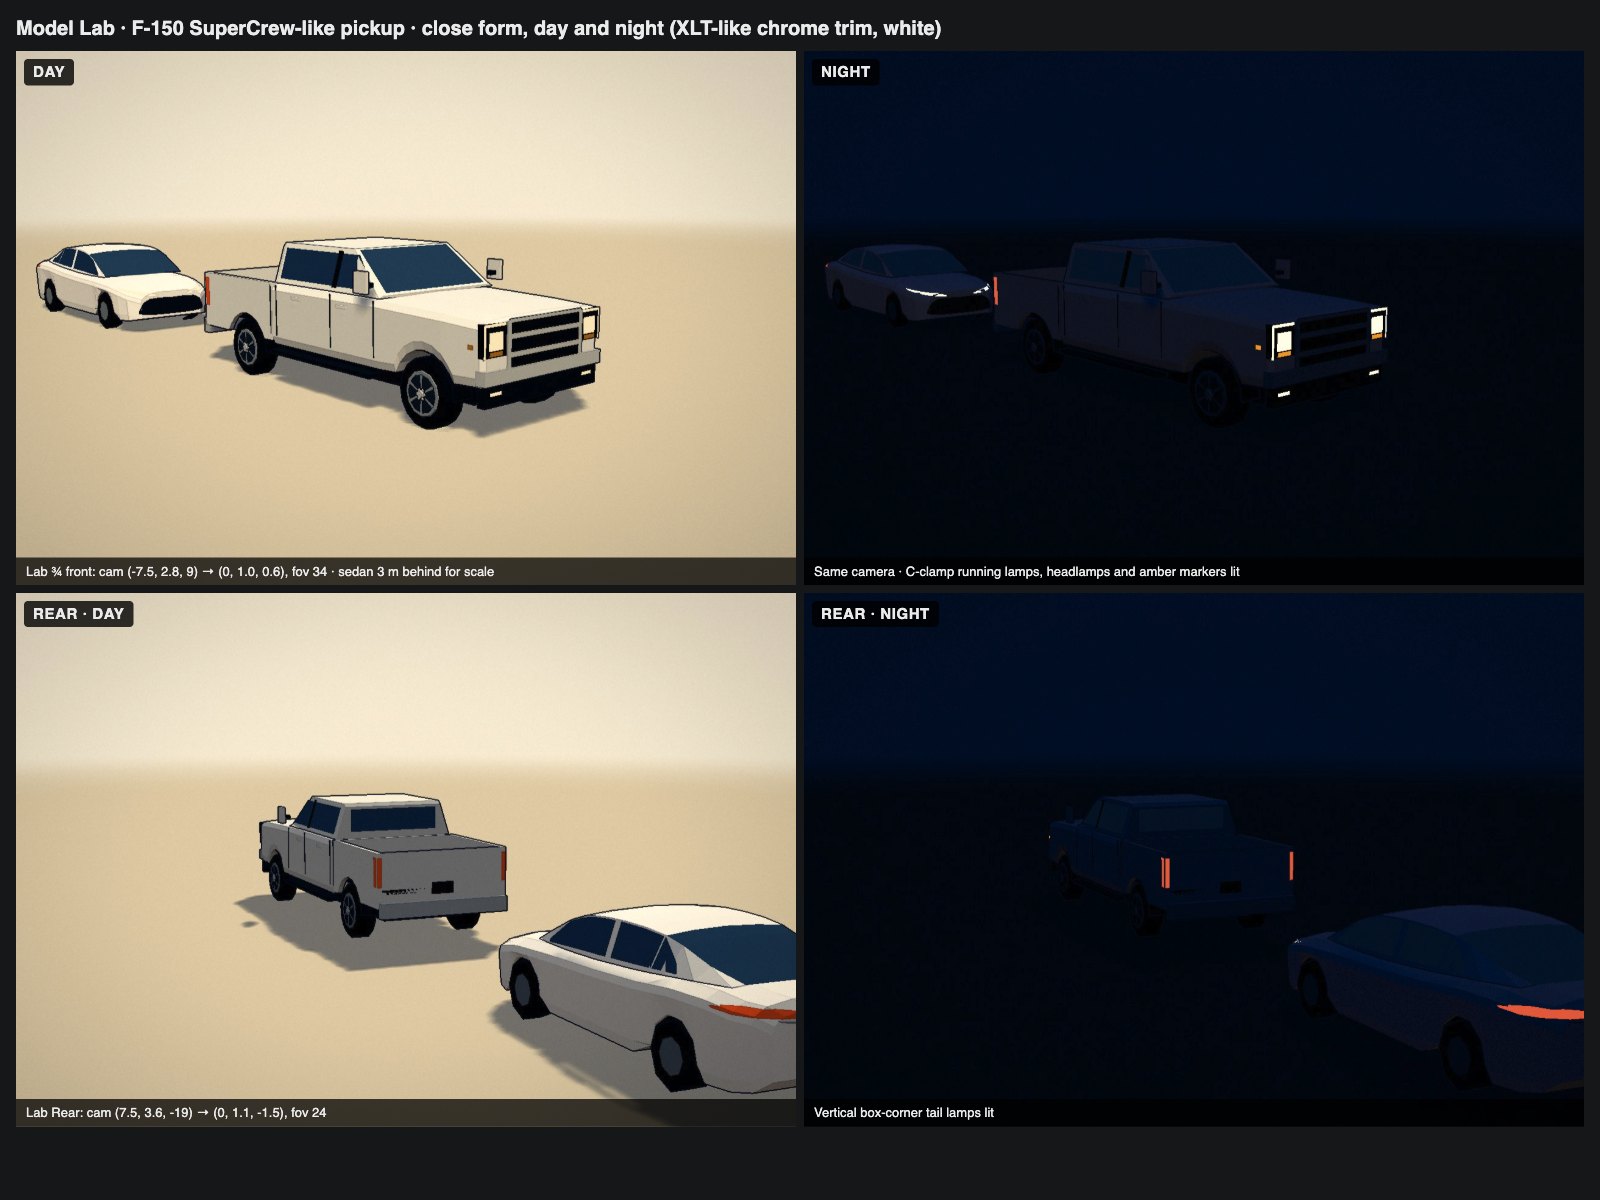 Model Lab · F-150 SuperCrew-like pickup · close form, day and night (XLT-like chrome trim, white)
DAY
NIGHT
Lab ¾ front: cam (-7.5, 2.8, 9) → (0, 1.0, 0.6), fov 34 · sedan 3 m behind for scale
Same camera · C-clamp running lamps, headlamps and amber markers lit
REAR · DAY
REAR · NIGHT
Lab Rear: cam (7.5, 3.6, -19) → (0, 1.1, -1.5), fov 24
Vertical box-corner tail lamps lit